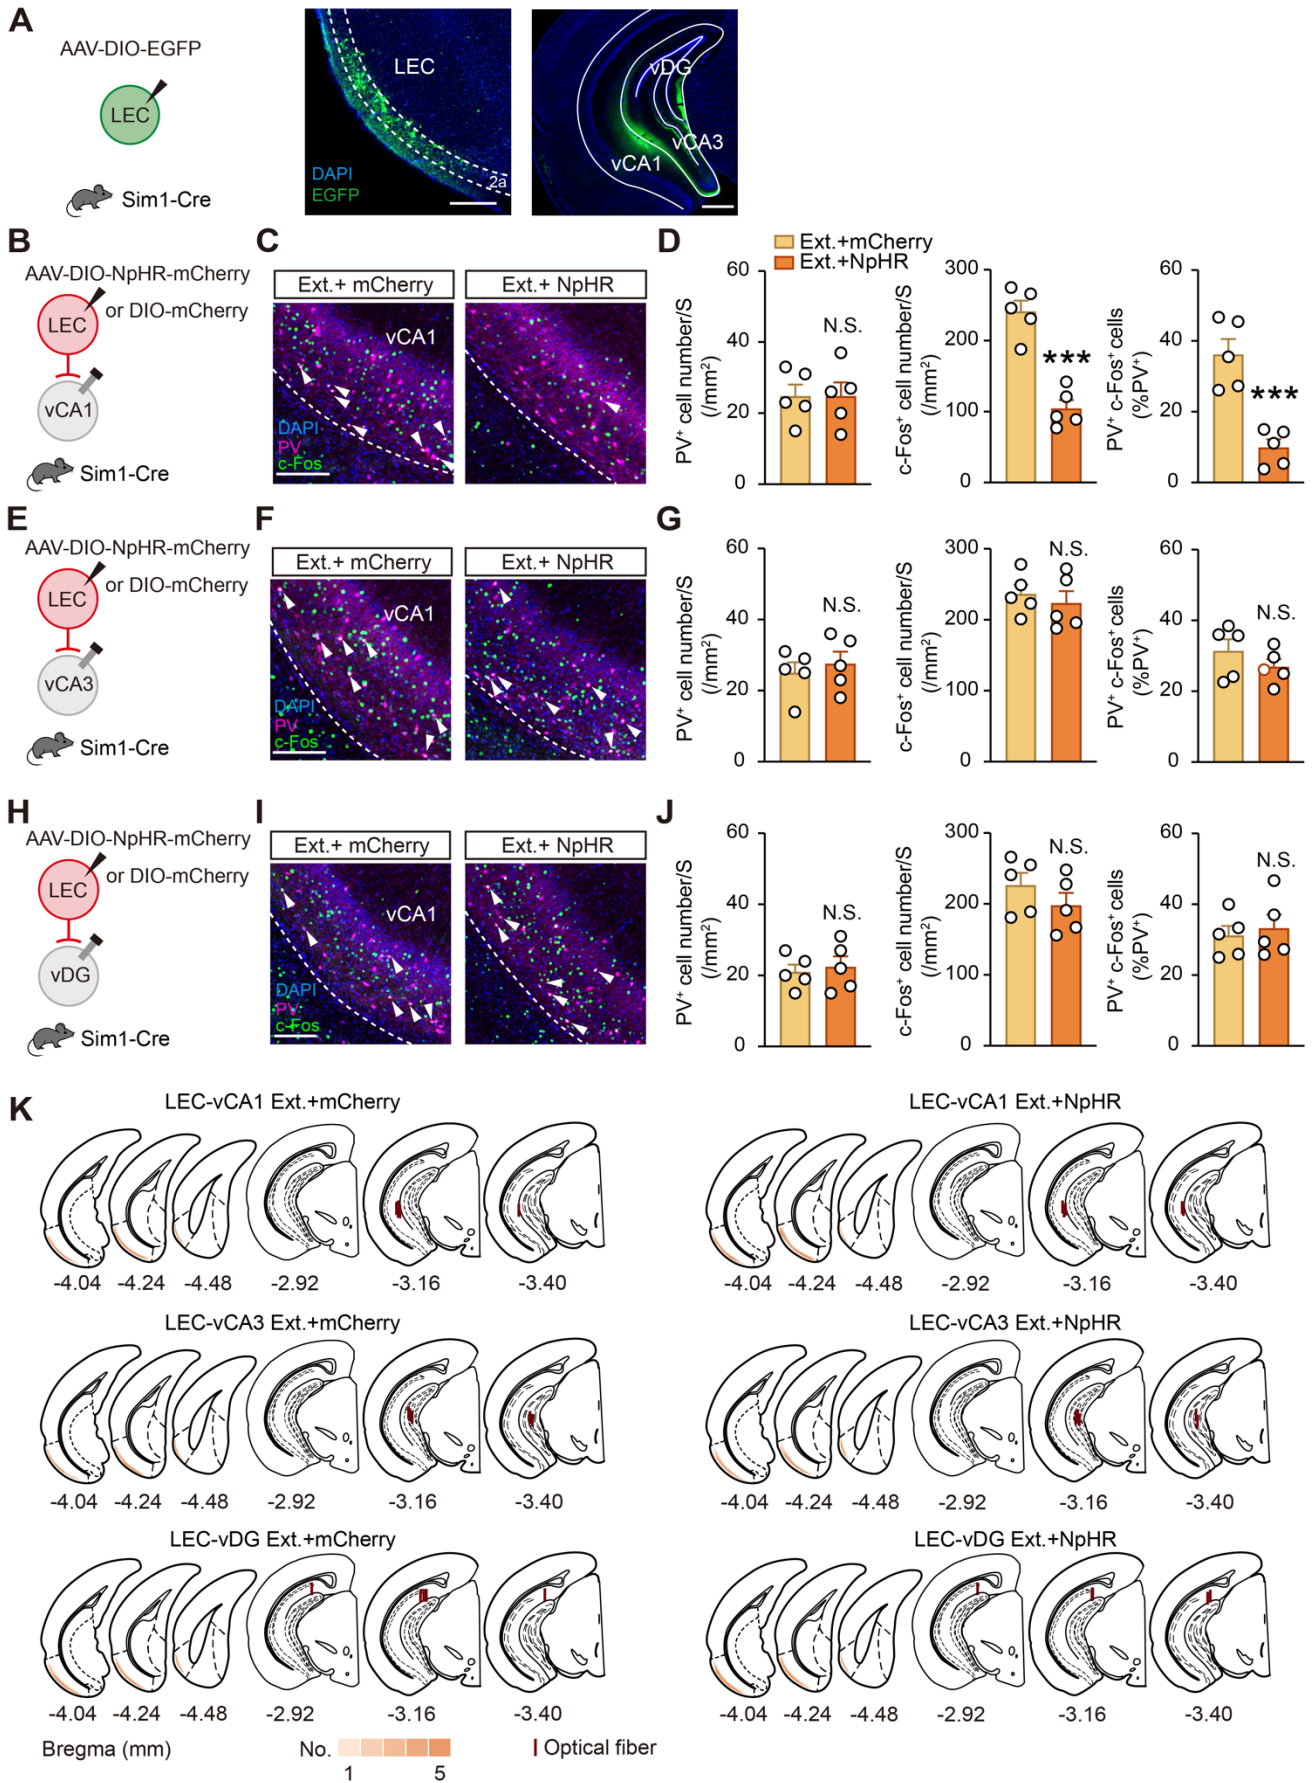 A
AAV-DIO-EGFP
LEC
Sim1-Cre
LEC
DAPI
EGFP
2a
vDG
vCA3
vCA1
B
AAV-DIO-NpHR-mCherry
or DIO-mCherry
LEC
vCA1
Sim1-Cre
C
Ext.+ mCherry
Ext.+ NpHR
vCA1
DAPI
PV
c-Fos
D
Ext.+mCherry
Ext.+NpHR
PV⁺ cell number/S
(/mm²)
60
40
20
0
N.S.
c-Fos⁺ cell number/S
(/mm²)
300
200
100
0
***
PV⁺ c-Fos⁺ cells
(%PV⁺)
60
40
20
0
***
E
AAV-DIO-NpHR-mCherry
or DIO-mCherry
LEC
vCA3
Sim1-Cre
F
Ext.+ mCherry
Ext.+ NpHR
vCA1
DAPI
PV
c-Fos
G
PV⁺ cell number/S
(/mm²)
60
40
20
0
N.S.
c-Fos⁺ cell number/S
(/mm²)
300
200
100
0
N.S.
PV⁺ c-Fos⁺ cells
(%PV⁺)
60
40
20
0
N.S.
H
AAV-DIO-NpHR-mCherry
or DIO-mCherry
LEC
vDG
Sim1-Cre
I
Ext.+ mCherry
Ext.+ NpHR
vCA1
DAPI
PV
c-Fos
J
PV⁺ cell number/S
(/mm²)
60
40
20
0
N.S.
c-Fos⁺ cell number/S
(/mm²)
300
200
100
0
N.S.
PV⁺ c-Fos⁺ cells
(%PV⁺)
60
40
20
0
N.S.
K
LEC-vCA1 Ext.+mCherry
-4.04 -4.24 -4.48 -2.92 -3.16 -3.40
LEC-vCA1 Ext.+NpHR
-4.04 -4.24 -4.48 -2.92 -3.16 -3.40
LEC-vCA3 Ext.+mCherry
-4.04 -4.24 -4.48 -2.92 -3.16 -3.40
LEC-vCA3 Ext.+NpHR
-4.04 -4.24 -4.48 -2.92 -3.16 -3.40
LEC-vDG Ext.+mCherry
-4.04 -4.24 -4.48 -2.92 -3.16 -3.40
LEC-vDG Ext.+NpHR
-4.04 -4.24 -4.48 -2.92 -3.16 -3.40
Bregma (mm)
No.
1 5
Optical fiber